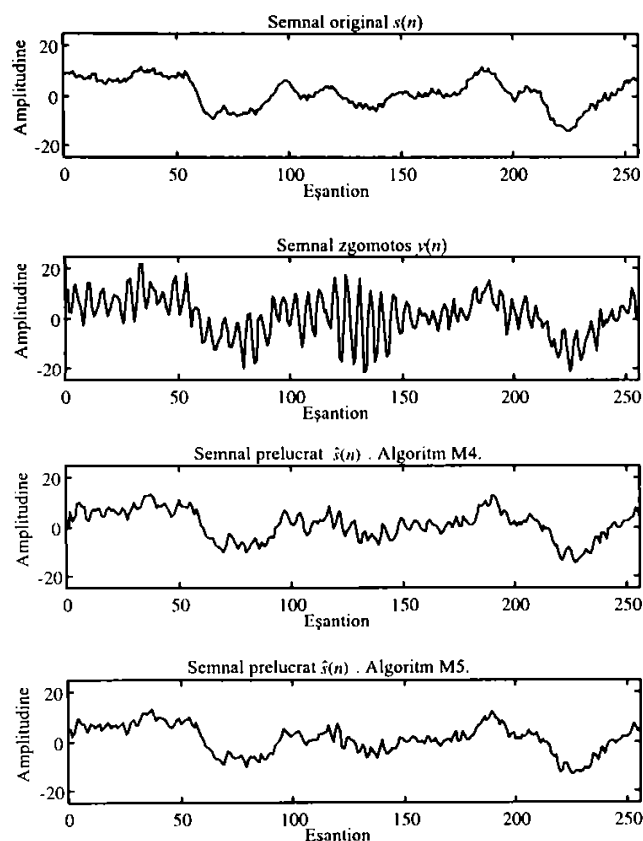 Semnal original s(n)
Amplitudine
20
0
-20
0 50 100 150 200 250
Eşantion
Semnal zgomotos y(n)
Amplitudine
20
0
-20
0 50 100 150 200 250
Eşantion
Semnal prelucrat ŝ(n) . Algoritm M4.
Amplitudine
20
0
-20
0 50 100 150 200 250
Eşantion
Semnal prelucrat ŝ(n) . Algoritm M5.
Amplitudine
20
0
-20
0 50 100 150 200 250
Eşantion